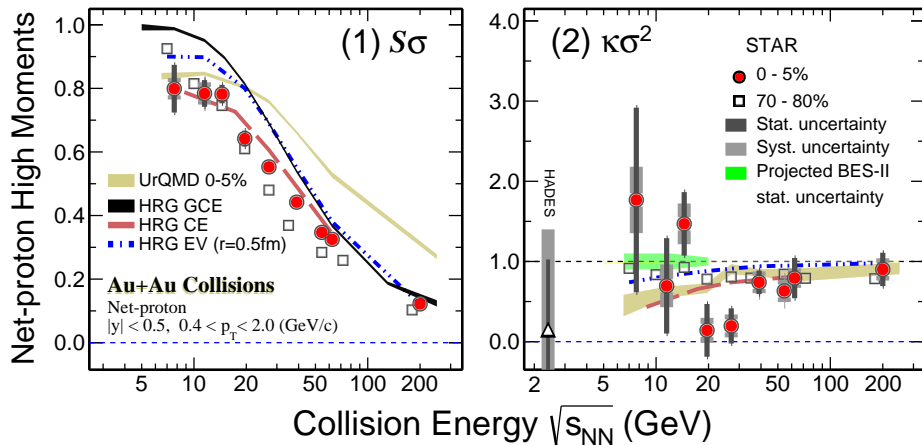 Net-proton High Moments
1.0
0.8
0.6
0.4
0.2
0.0
(1) Sσ
UrQMD 0-5%
HRG GCE
HRG CE
HRG EV (r=0.5fm)
Au+Au Collisions
Net-proton
|y| < 0.5, 0.4 < p_T < 2.0 (GeV/c)
5 10 20 50 100 200
(2) κσ²
4.0
3.0
2.0
1.0
0.0
STAR
0 - 5%
70 - 80%
Stat. uncertainty
Syst. uncertainty
Projected BES-II
stat. uncertainty
HADES
2 5 10 20 50 100 200
Collision Energy √s_NN (GeV)